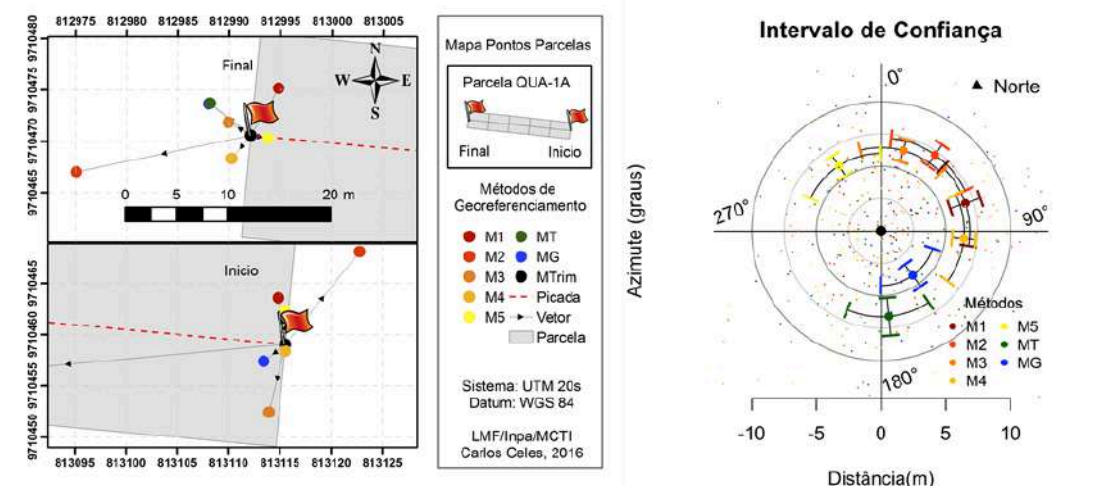 812975 812980 812985 812990 812995 813000 813005
9710480
9710475
9710470
9710465
Final
N
W E
S
0 5 10 20 m
9710465
9710460
9710455
9710450
Inicio
813095 813100 813105 813110 813115 813120 813125
Mapa Pontos Parcelas
Parcela QUA-1A
Final Inicio
Métodos de
Georeferenciamento
M1 MT
M2 MG
M3 MTrim
M4 Picada
M5 Vetor
Parcela
Sistema: UTM 20s
Datum: WGS 84
LMF/Inpa/MCTI
Carlos Celes, 2016
Intervalo de Confiança
0°
Norte
270°
90°
180°
Azimute (graus)
Métodos
M1 M5
M2 MT
M3 MG
M4
-10 -5 0 5 10
Distância(m)